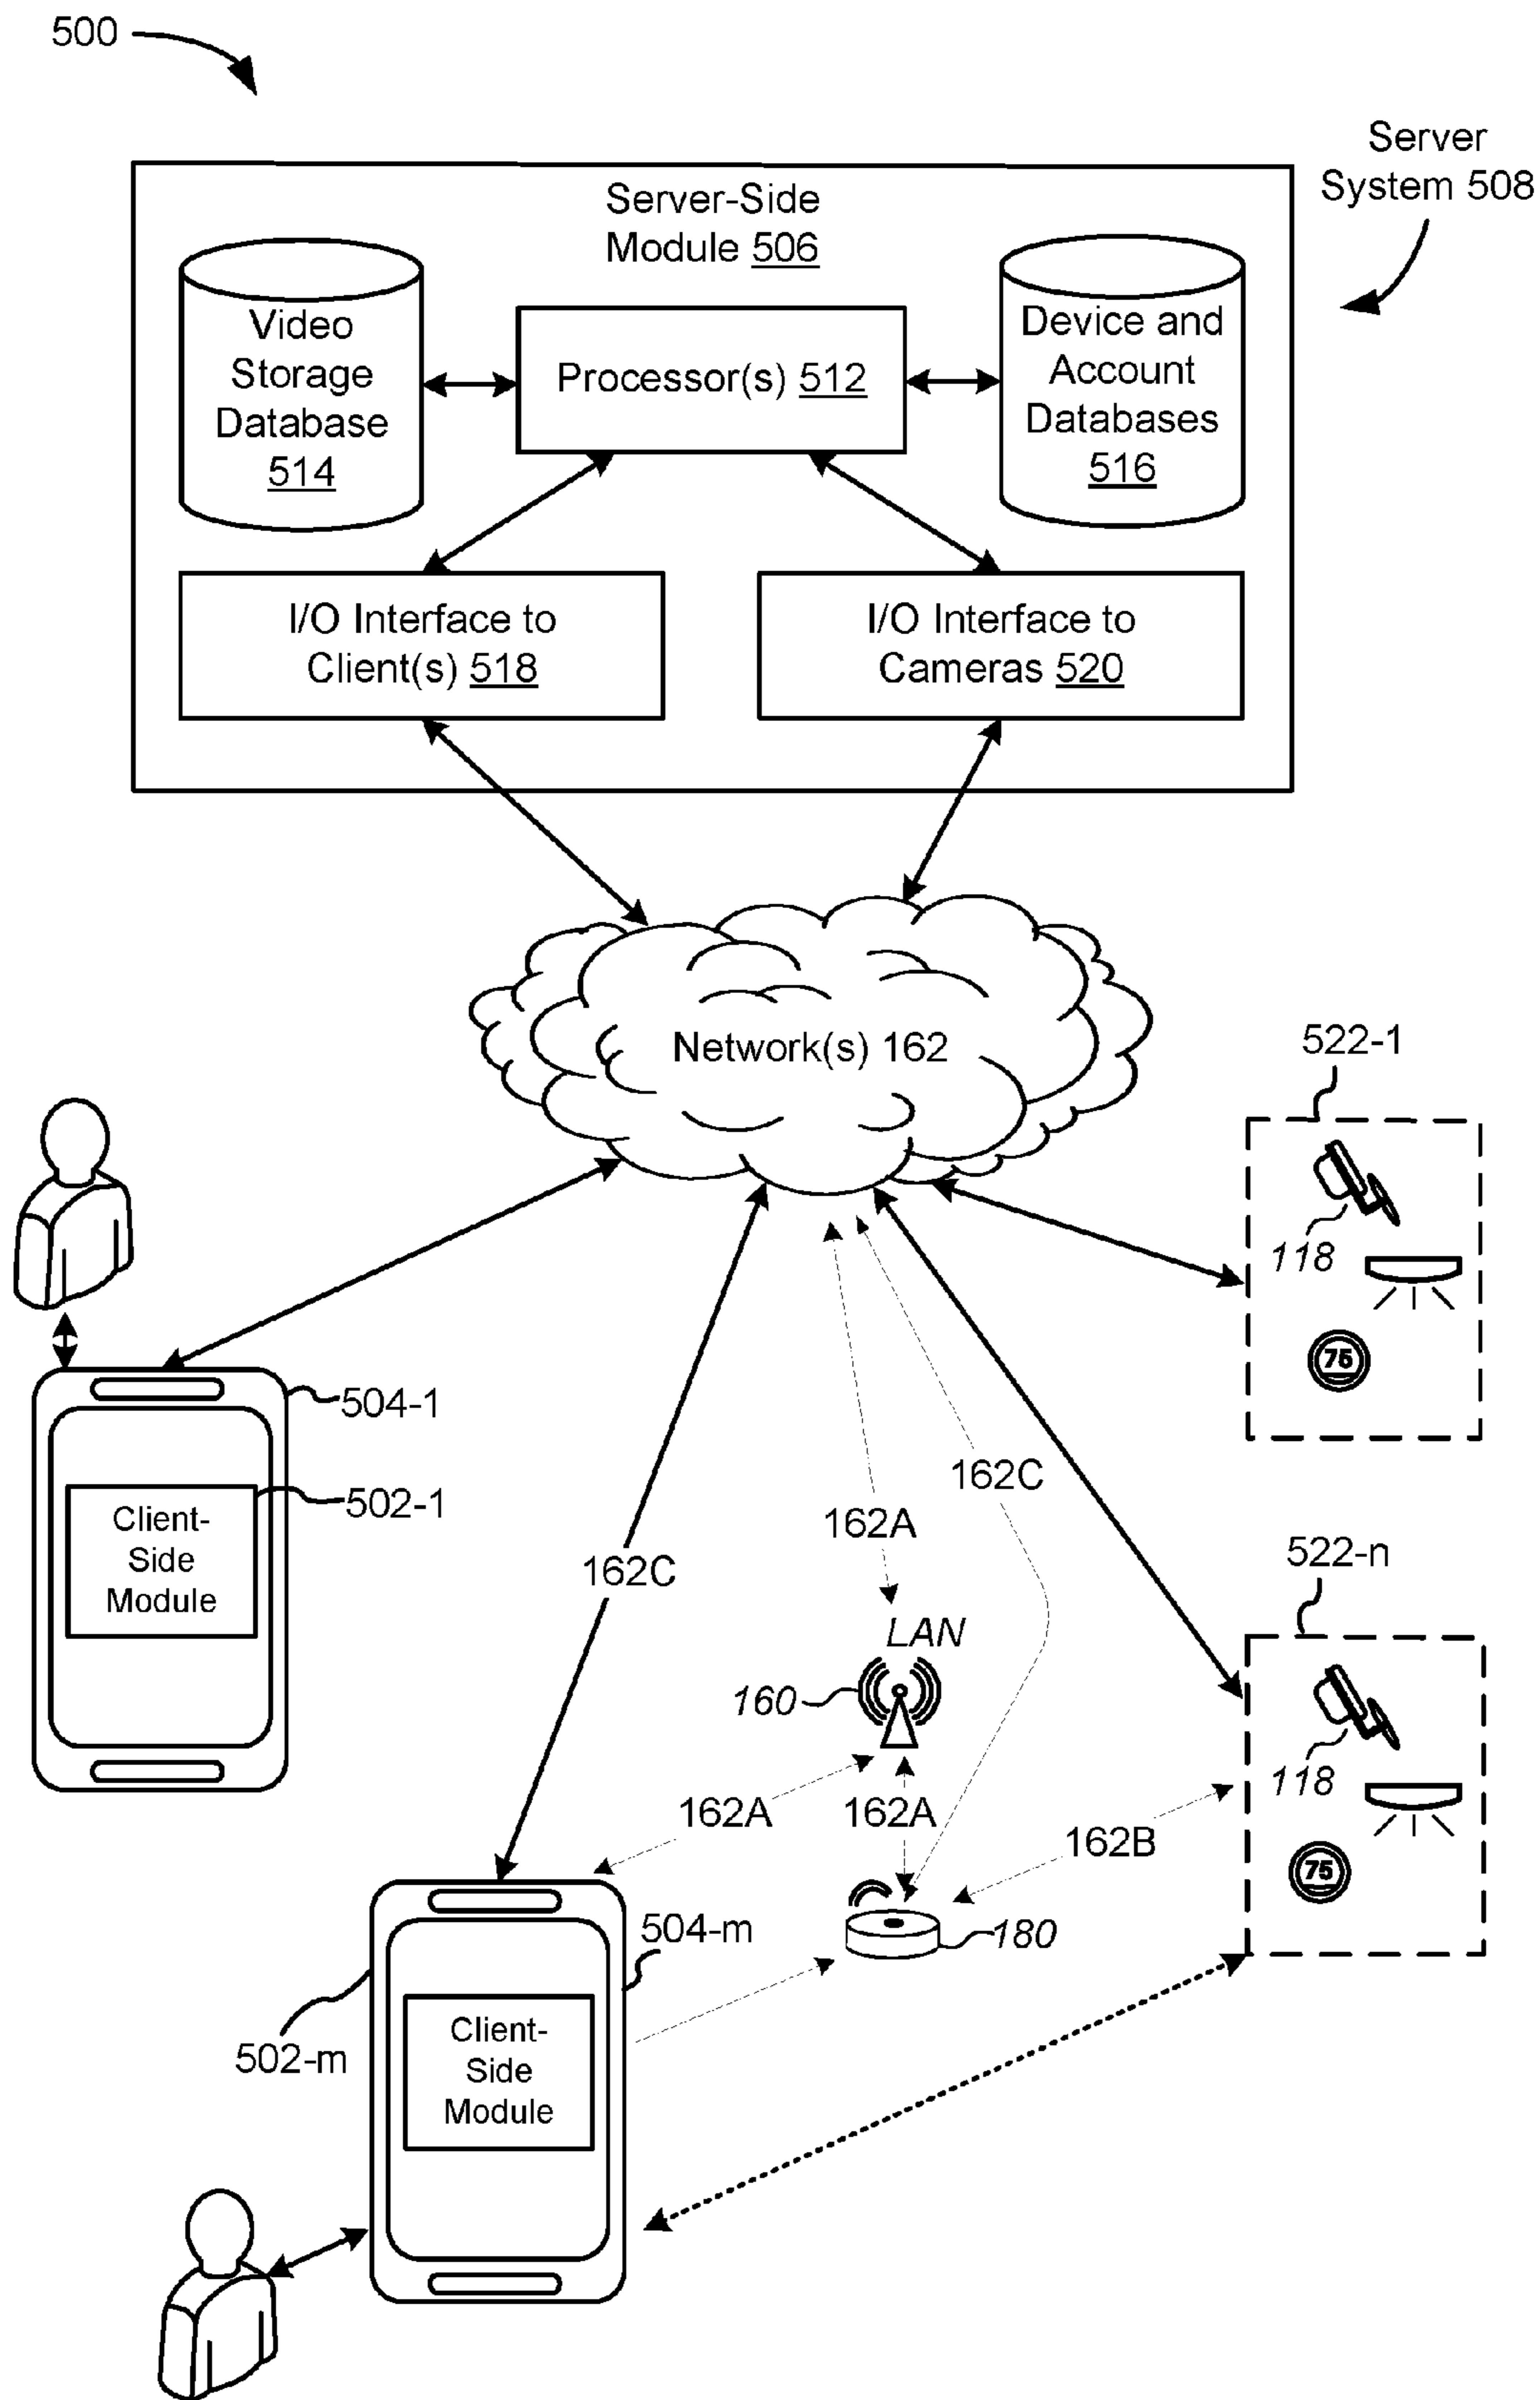 500
Server
System 508
Server-Side
Module 506
Video
Storage
Database
514
Processor(s) 512
Device and
Account
Databases
516
I/O Interface to
Client(s) 518
I/O Interface to
Cameras 520
Network(s) 162
522-1
118
75
504-1
502-1
Client-
Side
Module
162C
162A
162C
522-n
LAN
160
118
162A
162A
162B
75
504-m
180
502-m
Client-
Side
Module